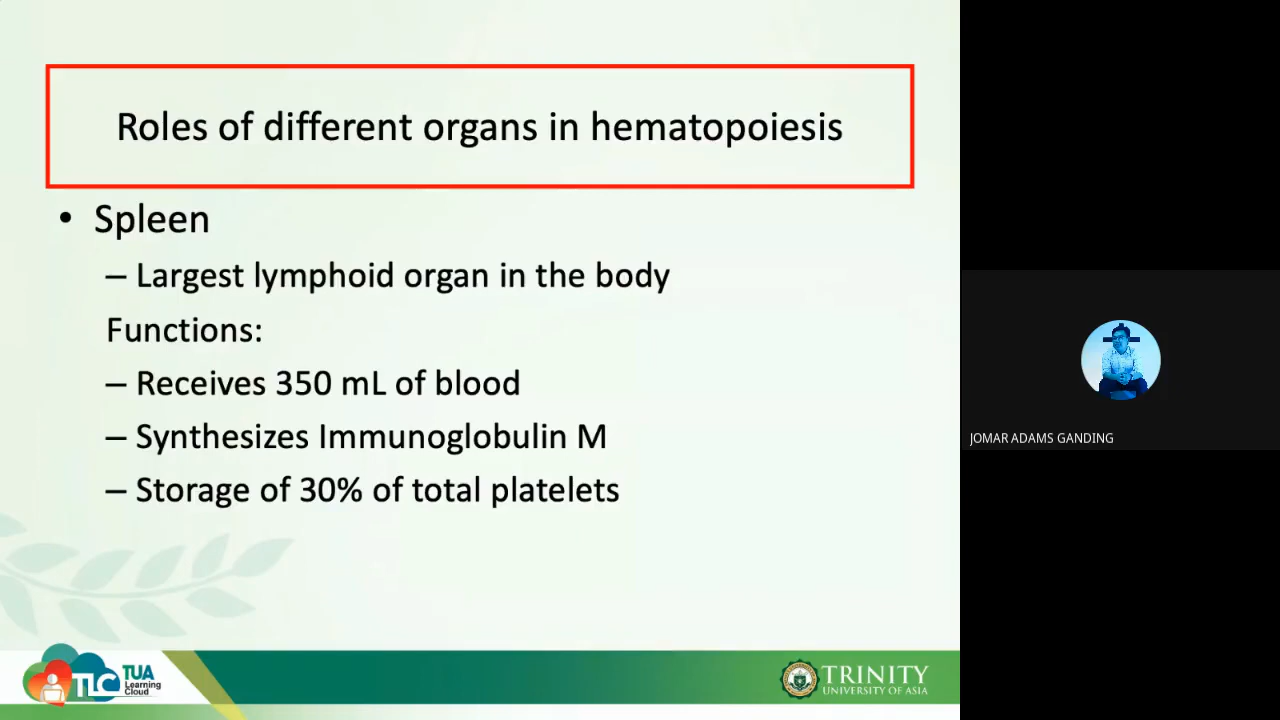 Roles of different organs in hematopoiesis
• Spleen
– Largest lymphoid organ in the body
Functions:
– Receives 350 mL of blood
– Synthesizes Immunoglobulin M
– Storage of 30% of total platelets
JOMAR ADAMS GANDING
TLC TUA
Learning
Cloud
TRINITY
UNIVERSITY OF ASIA